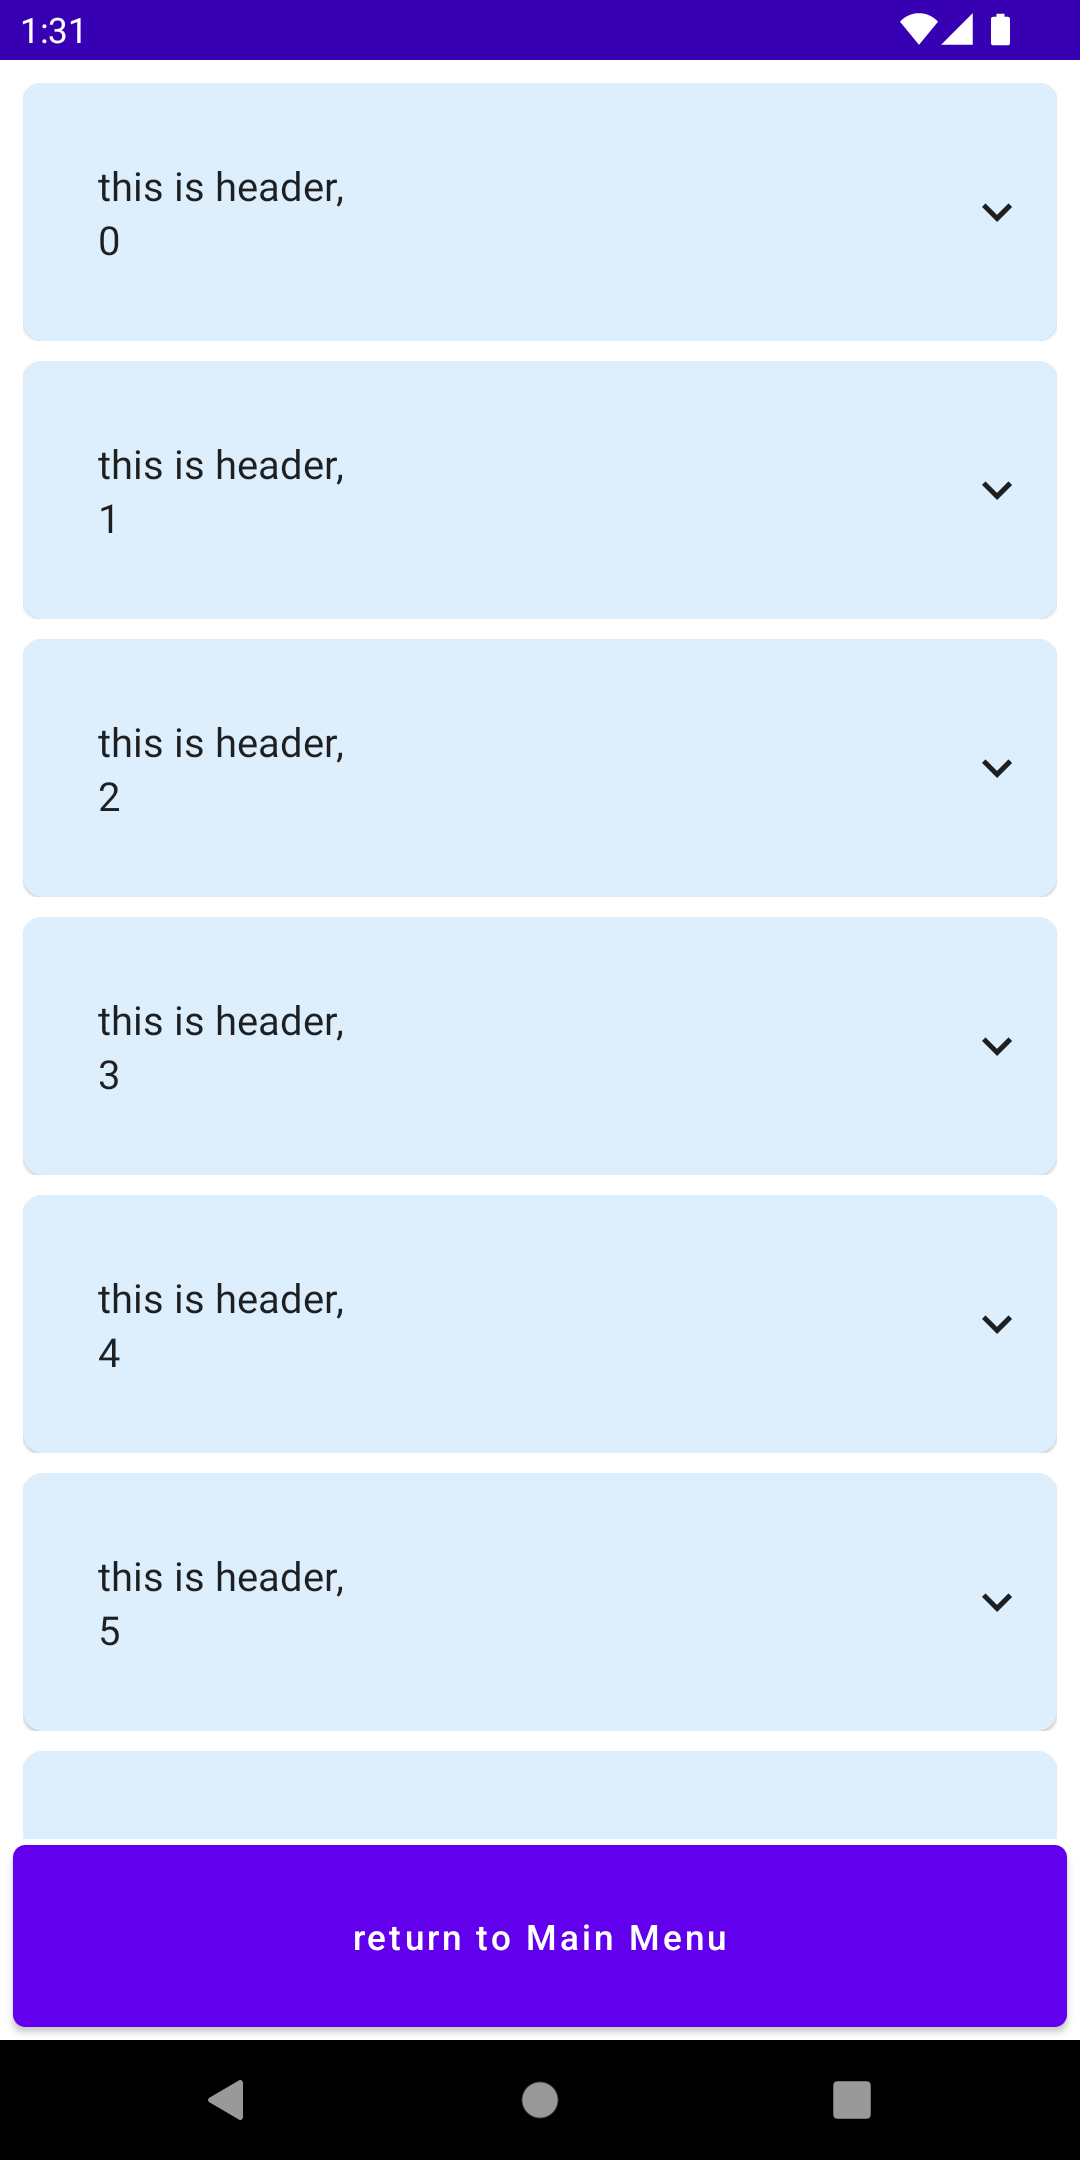 1:31
this is header,
0
this is header,
1
this is header,
2
this is header,
3
this is header,
4
this is header,
5
return to Main Menu